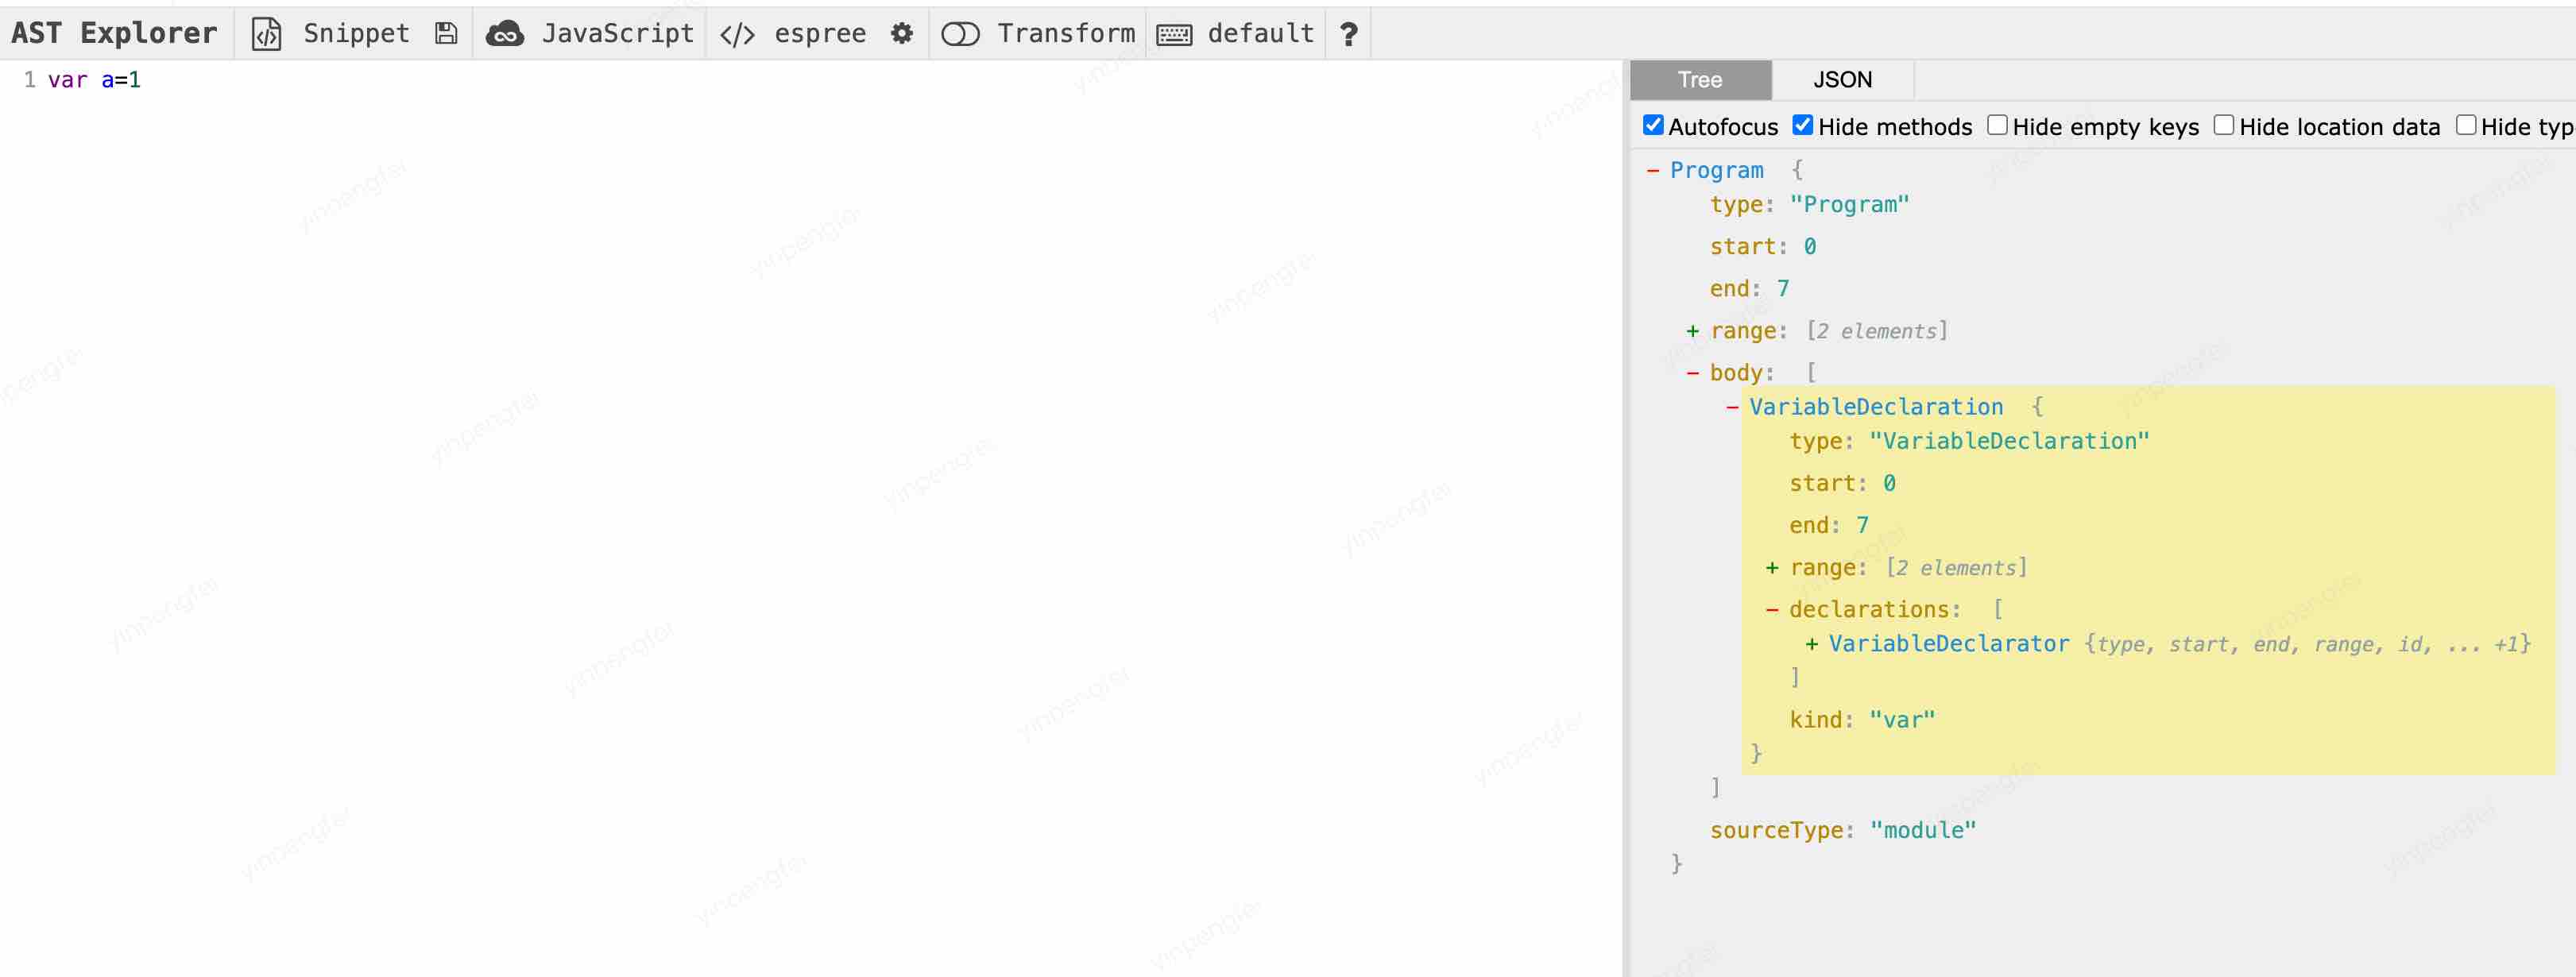 AST Explorer Snippet JavaScript </> espree Transform default ?
1 var a=1
Tree JSON
Autofocus Hide methods Hide empty keys Hide location data Hide typ
− Program {
type: "Program"
start: 0
end: 7
+ range: [2 elements]
− body: [
− VariableDeclaration {
type: "VariableDeclaration"
start: 0
end: 7
+ range: [2 elements]
− declarations: [
+ VariableDeclarator {type, start, end, range, id, ... +1}
]
kind: "var"
}
]
sourceType: "module"
}
yinpengfei